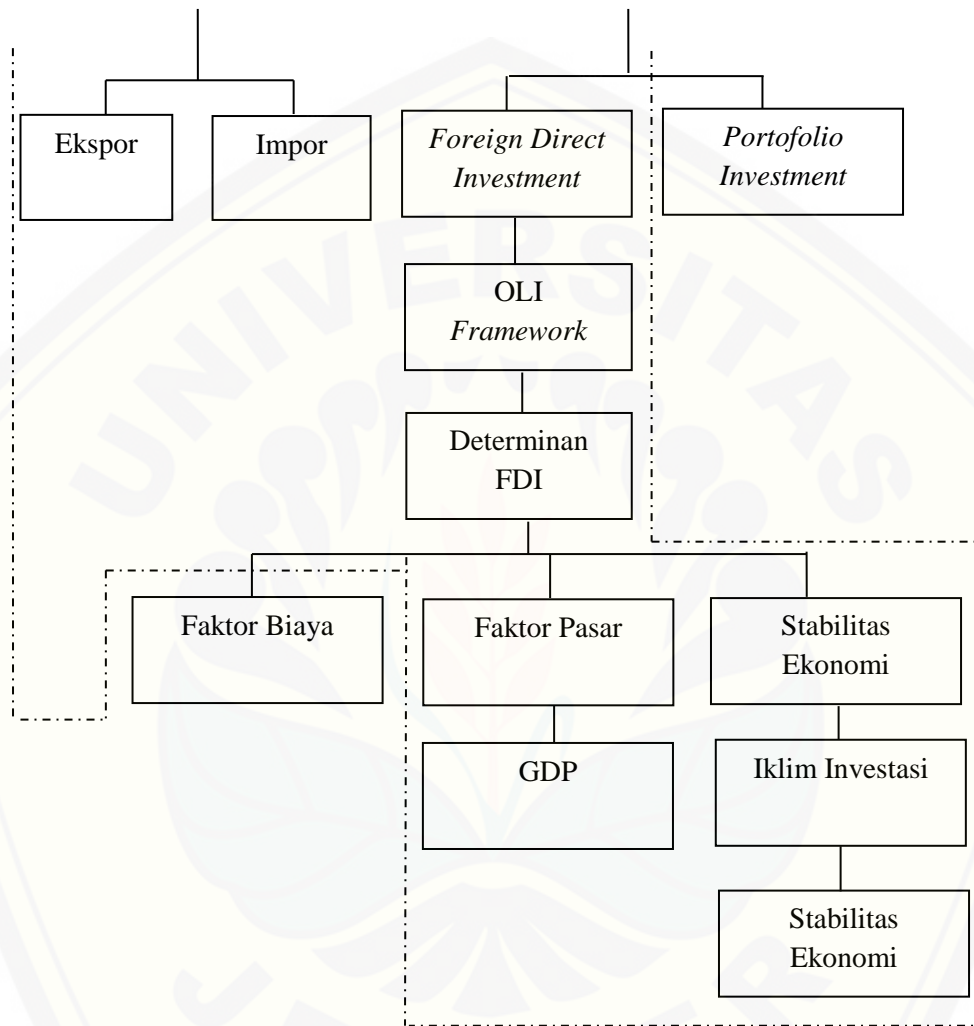 Ekspor
Impor
Foreign Direct
Investment
Portofolio
Investment
OLI
Framework
Determinan
FDI
Faktor Biaya
Faktor Pasar
Stabilitas
Ekonomi
GDP
Iklim Investasi
Stabilitas
Ekonomi
UNIVERSITAS